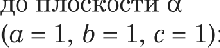 до плоскости α
(a = 1, b = 1, c = 1):